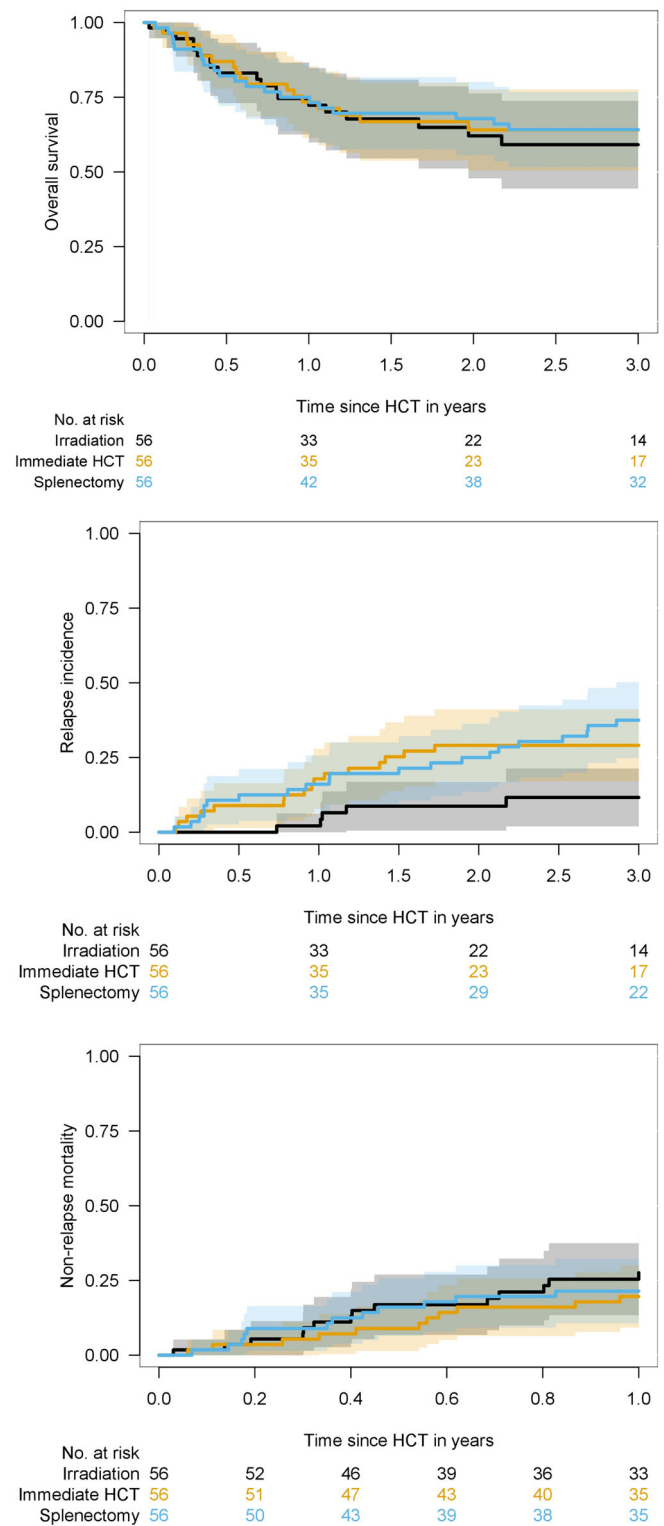 1.00
0.75
0.50
0.25
0.00
Overall survival
0.0 0.5 1.0 1.5 2.0 2.5 3.0
Time since HCT in years
No. at risk
Irradiation 56 33 22 14
Immediate HCT 56 35 23 17
Splenectomy 56 42 38 32
1.00
0.75
0.50
0.25
0.00
Relapse incidence
0.0 0.5 1.0 1.5 2.0 2.5 3.0
Time since HCT in years
No. at risk
Irradiation 56 33 22 14
Immediate HCT 56 35 23 17
Splenectomy 56 35 29 22
1.00
0.75
0.50
0.25
0.00
Non-relapse mortality
0.0 0.2 0.4 0.6 0.8 1.0
Time since HCT in years
No. at risk
Irradiation 56 52 46 39 36 33
Immediate HCT 56 51 47 43 40 35
Splenectomy 56 50 43 39 38 35